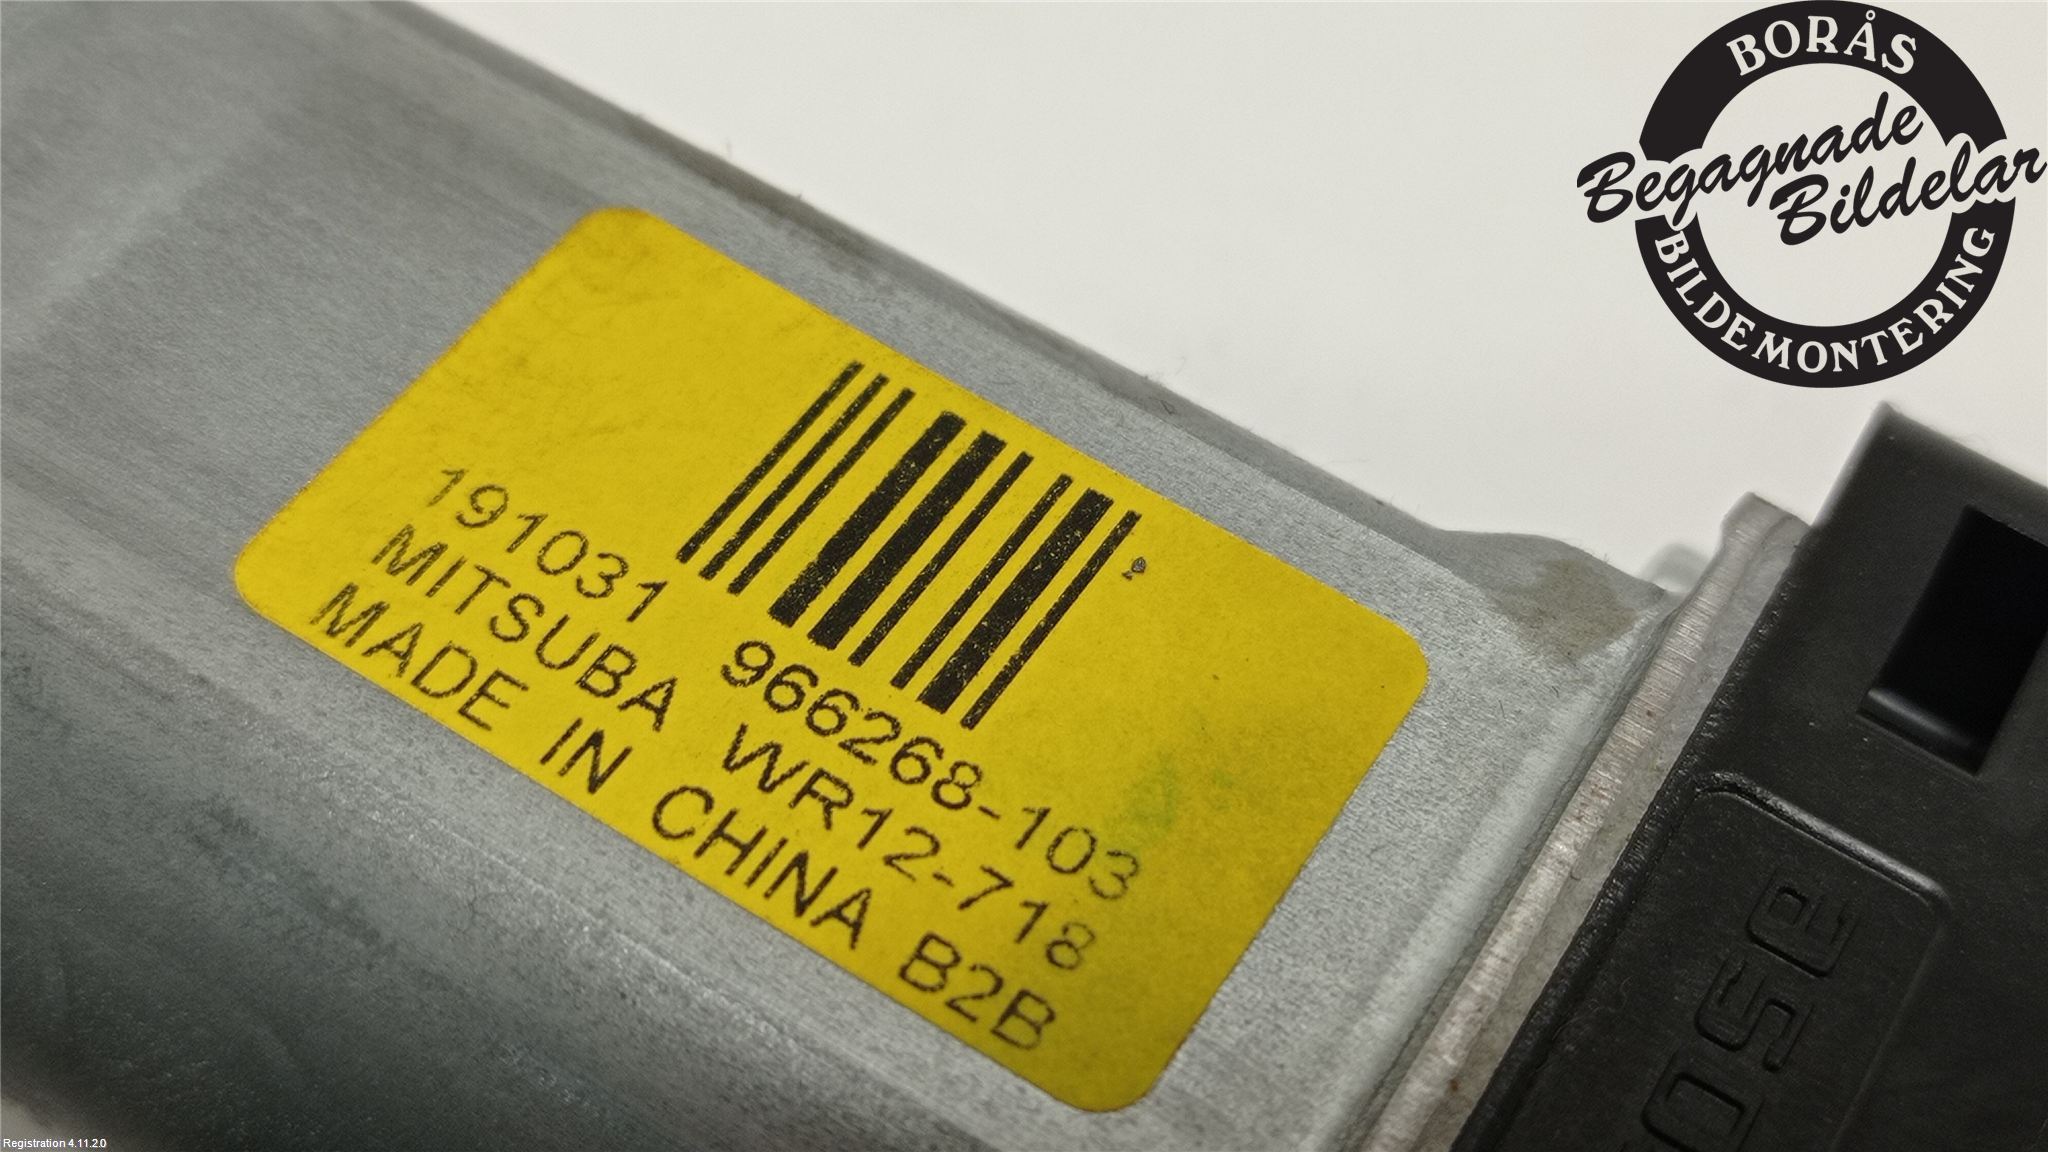 BORÅS
Begagnade
Bildelar
BILDEMONTERING
191031 966268-103
MITSUBA WR12-718
MADE IN CHINA B2B
Registration 4.11.2.0